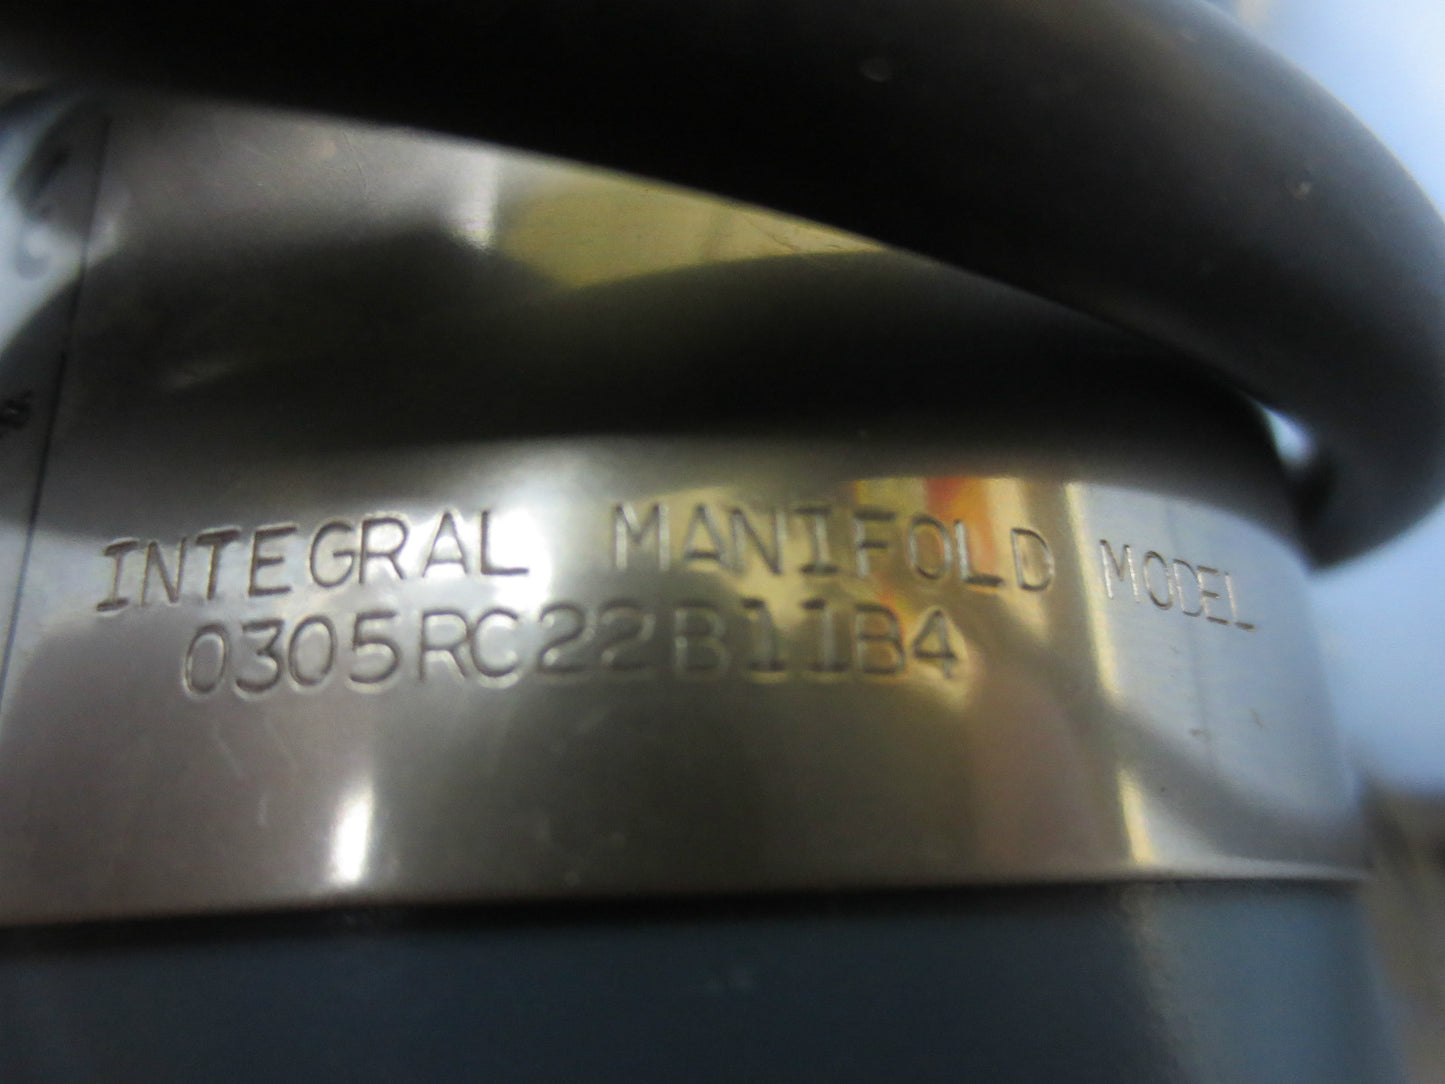 INTEGRAL MANIFOLD MODEL
0305RC22B11B4